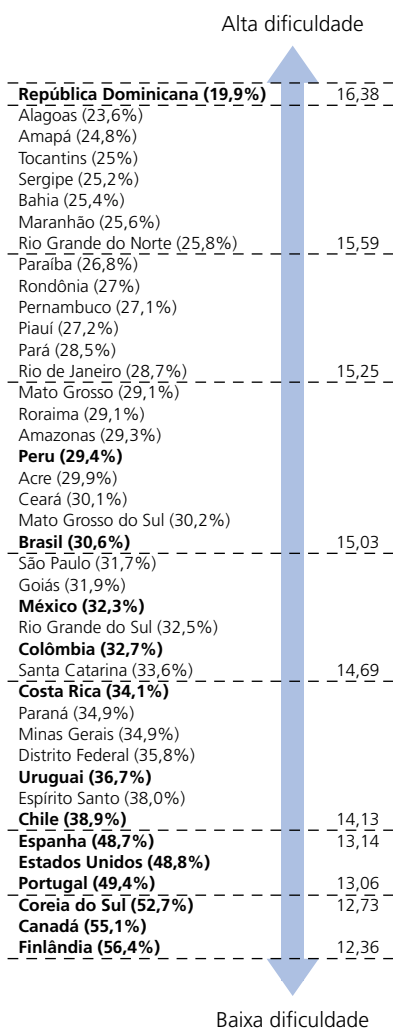 Alta dificuldade
República Dominicana (19,9%) 16,38
Alagoas (23,6%)
Amapá (24,8%)
Tocantins (25%)
Sergipe (25,2%)
Bahia (25,4%)
Maranhão (25,6%)
Rio Grande do Norte (25,8%) 15,59
Paraíba (26,8%)
Rondônia (27%)
Pernambuco (27,1%)
Piauí (27,2%)
Pará (28,5%)
Rio de Janeiro (28,7%) 15,25
Mato Grosso (29,1%)
Roraima (29,1%)
Amazonas (29,3%)
Peru (29,4%)
Acre (29,9%)
Ceará (30,1%)
Mato Grosso do Sul (30,2%)
Brasil (30,6%) 15,03
São Paulo (31,7%)
Goiás (31,9%)
México (32,3%)
Rio Grande do Sul (32,5%)
Colômbia (32,7%)
Santa Catarina (33,6%) 14,69
Costa Rica (34,1%)
Paraná (34,9%)
Minas Gerais (34,9%)
Distrito Federal (35,8%)
Uruguai (36,7%)
Espírito Santo (38,0%)
Chile (38,9%) 14,13
Espanha (48,7%) 13,14
Estados Unidos (48,8%)
Portugal (49,4%) 13,06
Coreia do Sul (52,7%) 12,73
Canadá (55,1%)
Finlândia (56,4%) 12,36
Baixa dificuldade